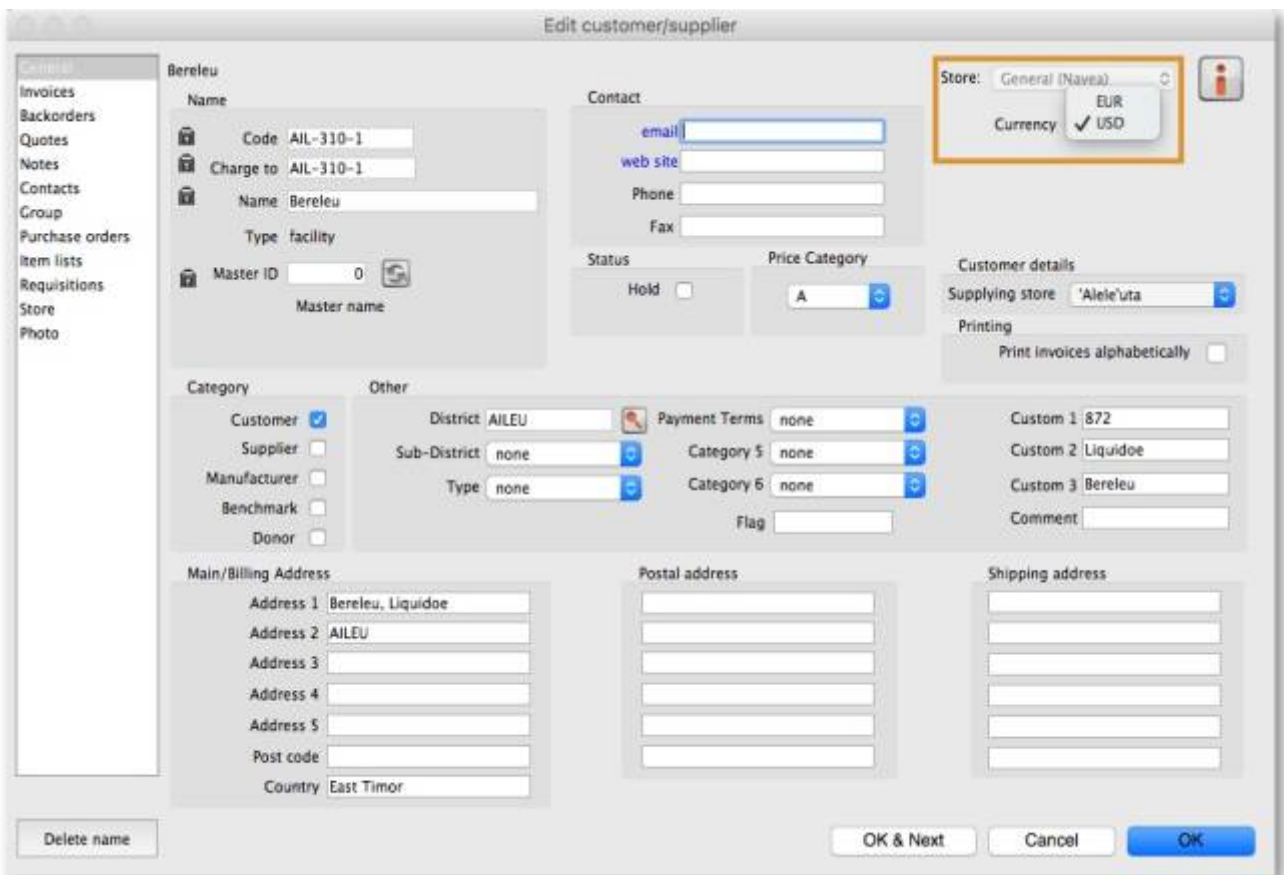 Edit customer/supplier
General
Invoices
Backorders
Quotes
Notes
Contacts
Group
Purchase orders
Item lists
Requisitions
Store
Photo
Bereleu
Name
Code AIL-310-1
Charge to AIL-310-1
Name Bereleu
Type facility
Master ID 0
Master name
Contact
email
web site
Phone
Fax
Store: General (Navea)
EUR
Currency ✓ USD
Status
Hold
Price Category
A
Customer details
Supplying store 'Alele'uta
Printing
Print invoices alphabetically
Category
Customer
Supplier
Manufacturer
Benchmark
Donor
Other
District AILEU
Sub-District none
Type none
Payment Terms none
Category 5 none
Category 6 none
Flag
Custom 1 872
Custom 2 Liquidoe
Custom 3 Bereleu
Comment
Main/Billing Address
Address 1 Bereleu, Liquidoe
Address 2 AILEU
Address 3
Address 4
Address 5
Post code
Country East Timor
Postal address
Shipping address
Delete name
OK & Next
Cancel
OK